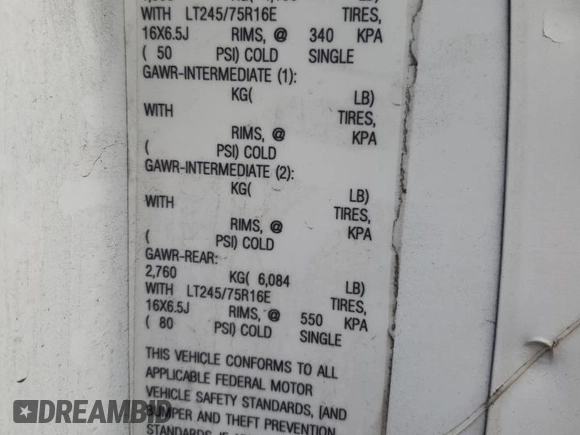 WITH LT245/75R16E TIRES,
16X6.5J RIMS, @ 340 KPA
( 50 PSI) COLD SINGLE
GAWR-INTERMEDIATE (1):
KG( LB)
WITH TIRES,
RIMS, @ KPA
( PSI) COLD
GAWR-INTERMEDIATE (2):
KG( LB)
WITH TIRES,
RIMS, @ KPA
( PSI) COLD
GAWR-REAR:
2,760 KG( 6,084 LB)
WITH LT245/75R16E TIRES,
16X6.5J RIMS, @ 550 KPA
( 80 PSI) COLD SINGLE
THIS VEHICLE CONFORMS TO ALL
APPLICABLE FEDERAL MOTOR
VEHICLE SAFETY STANDARDS, [AND
BUMPER AND THEFT PREVENTION
DREAMBID